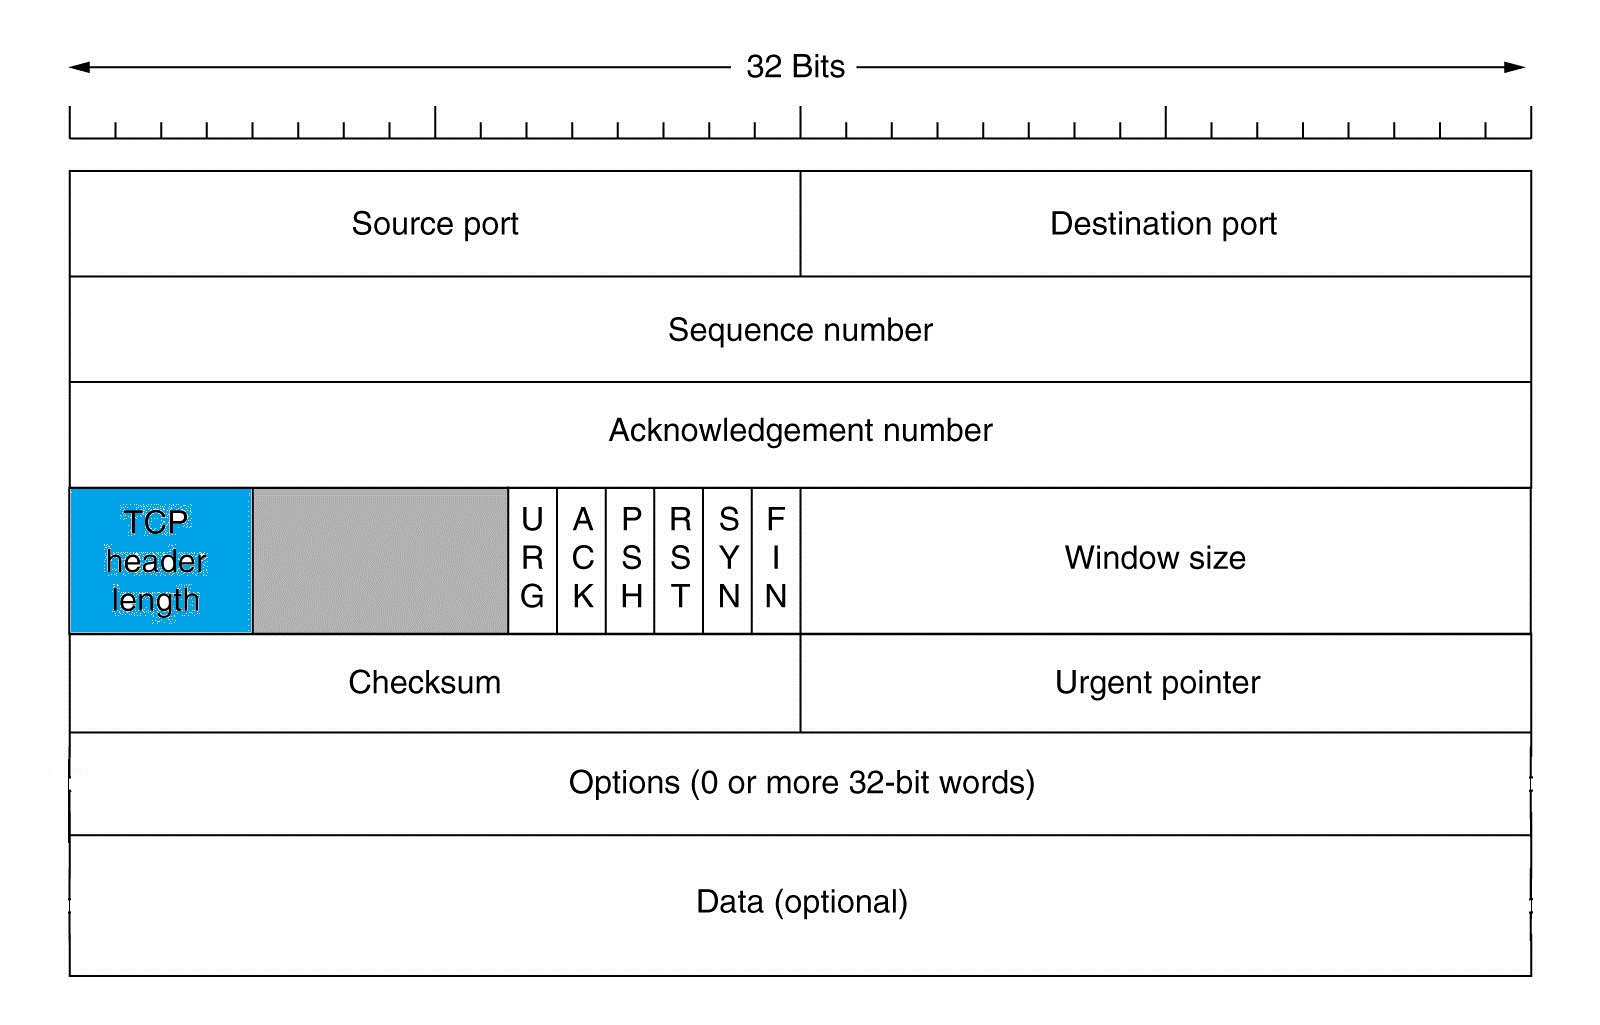 32 Bits
Source port
Destination port
Sequence number
Acknowledgement number
TCP
header
length
URG
ACK
PSH
RST
SYN
FIN
Window size
Checksum
Urgent pointer
Options (0 or more 32-bit words)
Data (optional)